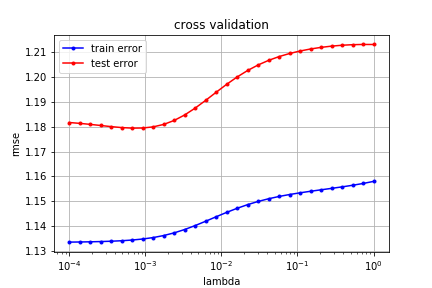 cross validation
train error
test error
1.21
1.20
1.19
1.18
1.17
1.16
1.15
1.14
1.13
rmse
10⁻⁴
10⁻³
10⁻²
10⁻¹
10⁰
lambda